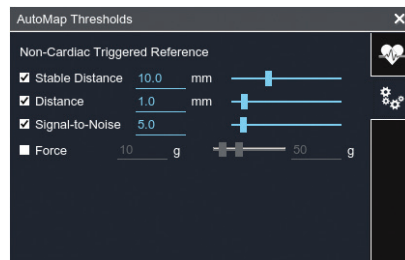 AutoMap Thresholds
Non-Cardiac Triggered Reference
Stable Distance 10.0 mm
Distance 1.0 mm
Signal-to-Noise 5.0
Force 10 g 50 g